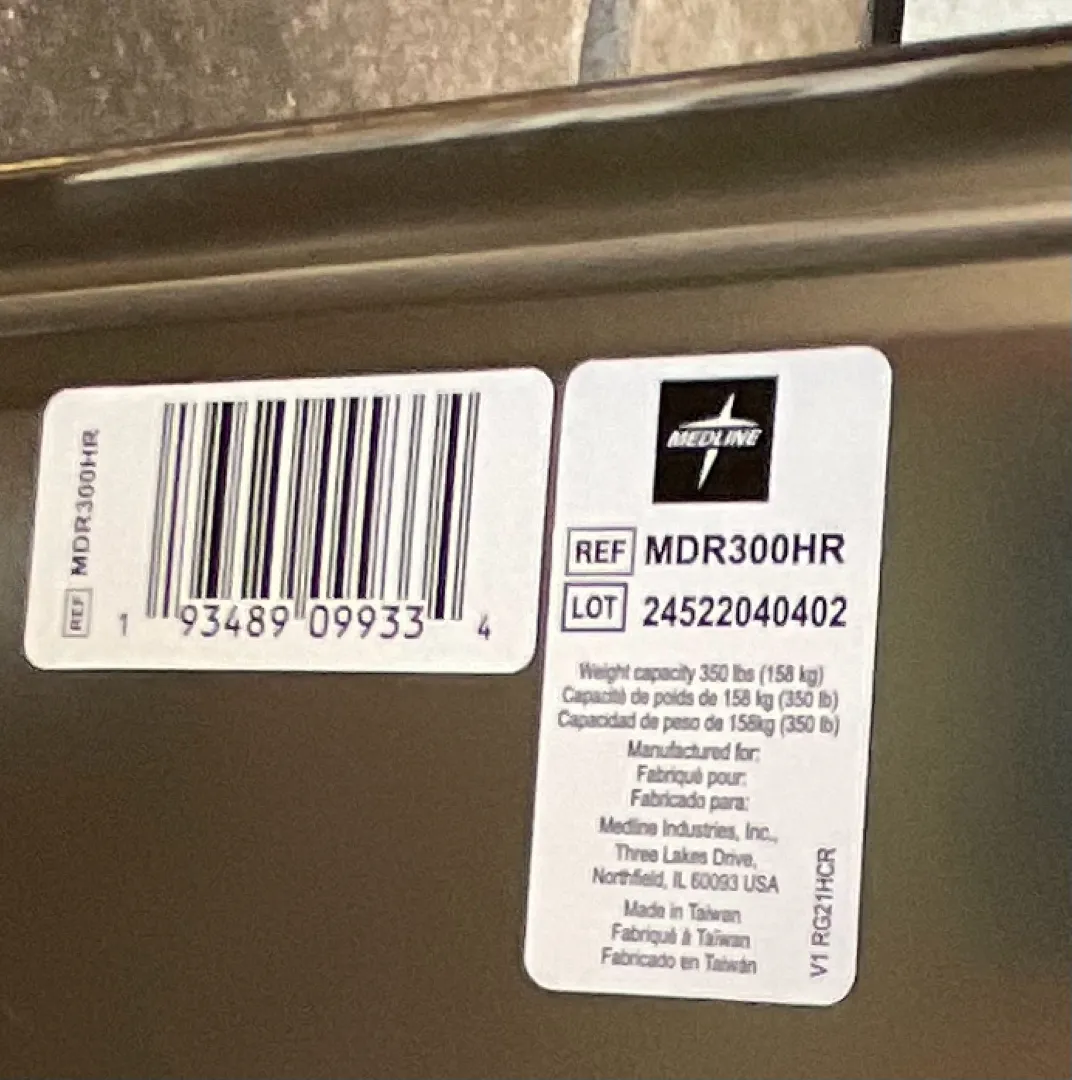 REF MDR300HR
1 93489 09933 4
MEDLINE
REF MDR300HR
LOT 24522040402
Weight capacity 350 lbs (158 kg)
Capacité de poids de 158 kg (350 lb)
Capacidad de peso de 158kg (350 lb)
Manufactured for:
Fabriqué pour:
Fabricado para:
Medline Industries, Inc.,
Three Lakes Drive,
Northfield, IL 60093 USA
Made in Taiwan
Fabriqué à Taïwan
Fabricado en Taiwán
V1 RG21HCR